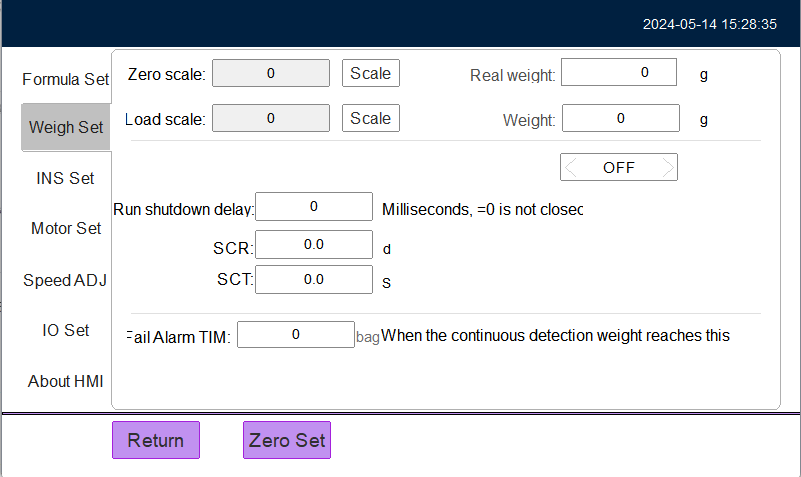 2024-05-14 15:28:35
Formula Set
Weigh Set
INS Set
Motor Set
Speed ADJ
IO Set
About HMI
Zero scale: 0 Scale Real weight: 0 g
Load scale: 0 Scale Weight: 0 g
OFF
Run shutdown delay: 0 Milliseconds, =0 is not closed
SCR: 0.0 d
SCT: 0.0 S
Fail Alarm TIM: 0 bag When the continuous detection weight reaches this
Return Zero Set